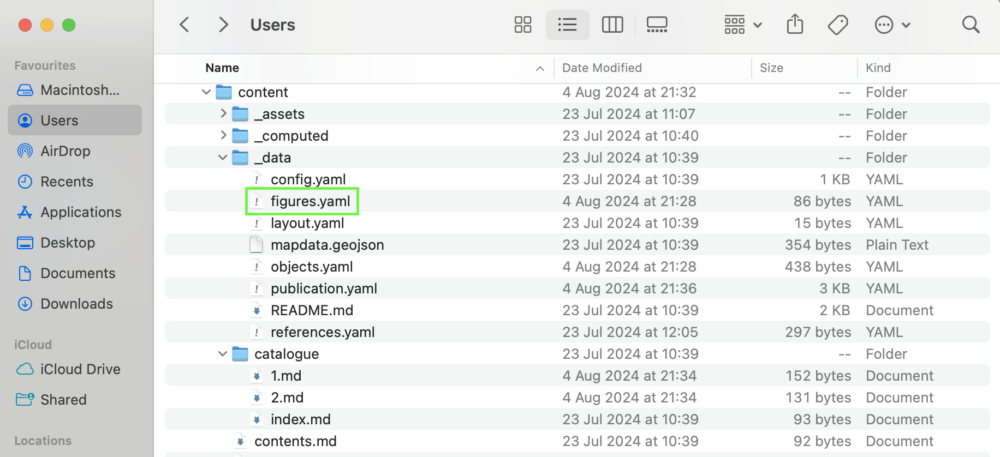 Users
Favourites
Macintosh...
Users
AirDrop
Recents
Applications
Desktop
Documents
Downloads
iCloud
iCloud Drive
Shared
Locations
Name Date Modified Size Kind
content 4 Aug 2024 at 21:32 -- Folder
_assets 23 Jul 2024 at 11:07 -- Folder
_computed 23 Jul 2024 at 10:40 -- Folder
_data 23 Jul 2024 at 10:39 -- Folder
config.yaml 23 Jul 2024 at 10:39 1 KB YAML
figures.yaml 4 Aug 2024 at 21:28 86 bytes YAML
layout.yaml 23 Jul 2024 at 10:39 15 bytes YAML
mapdata.geojson 23 Jul 2024 at 10:39 354 bytes Plain Text
objects.yaml 4 Aug 2024 at 21:28 438 bytes YAML
publication.yaml 4 Aug 2024 at 21:36 3 KB YAML
README.md 23 Jul 2024 at 10:39 2 KB Document
references.yaml 23 Jul 2024 at 12:05 297 bytes YAML
catalogue 23 Jul 2024 at 10:39 -- Folder
1.md 4 Aug 2024 at 21:34 152 bytes Document
2.md 4 Aug 2024 at 21:34 131 bytes Document
index.md 23 Jul 2024 at 10:39 93 bytes Document
contents.md 23 Jul 2024 at 10:39 92 bytes Document